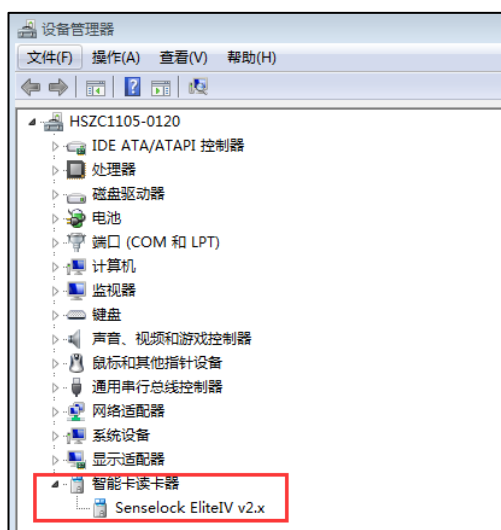 设备管理器
文件(F) 操作(A) 查看(V) 帮助(H)
HSZC1105-0120
IDE ATA/ATAPI 控制器
处理器
磁盘驱动器
电池
端口 (COM 和 LPT)
计算机
监视器
键盘
声音、视频和游戏控制器
鼠标和其他指针设备
通用串行总线控制器
网络适配器
系统设备
显示适配器
智能卡读卡器
Senselock EliteIV v2.x